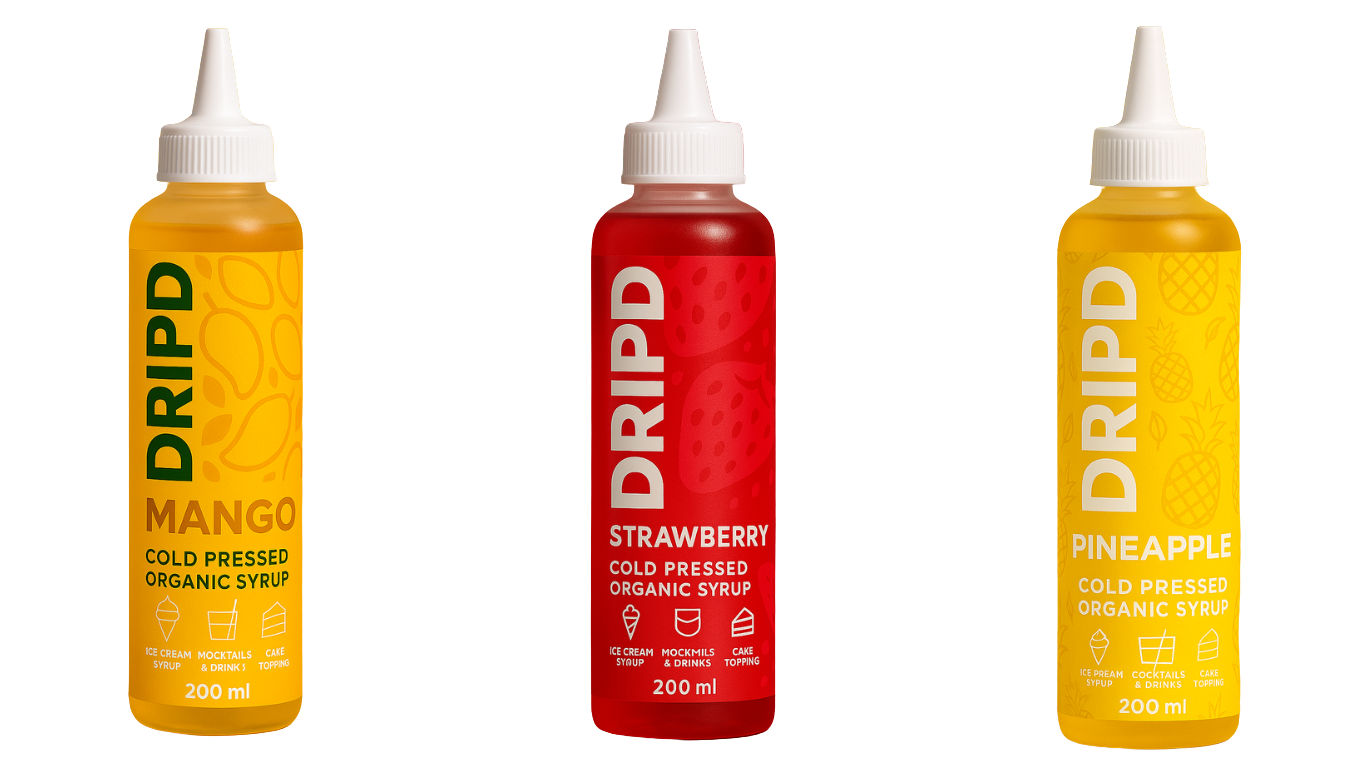 DRIPD
MANGO
COLD PRESSED
ORGANIC SYRUP
ICE CREAM
SYRUP
MOCKTAILS
& DRINKS
CAKE
TOPPING
200 ml
DRIPD
STRAWBERRY
COLD PRESSED
ORGANIC SYRUP
ICE CREAM
SYRUP
MOCKMILS
& DRINKS
CAKE
TOPPING
200 ml
DRIPD
PINEAPPLE
COLD PRESSED
ORGANIC SYRUP
ICE PREAM
SYPUP
COCKTAILS
& DRINKS
CAKE
TOPPING
200 ml